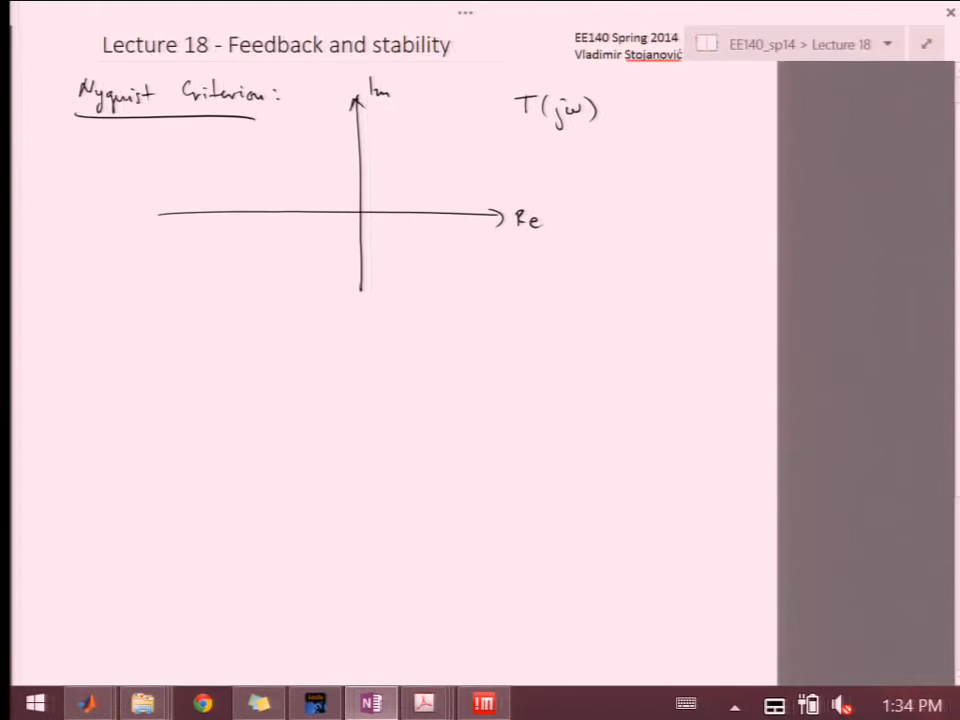 Lecture 18 - Feedback and stability
EE140 Spring 2014
Vladimir Stojanović
EE140_sp14 > Lecture 18
Nyquist Criterion:
Im
T(jω)
Re
1:34 PM